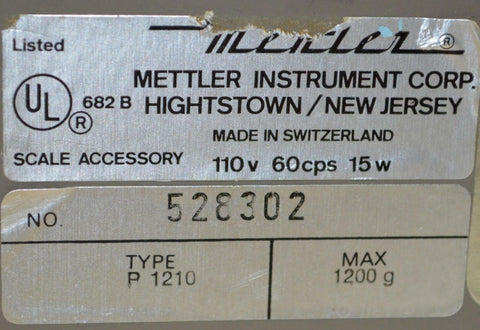 Listed Mettler ®
UL ® 682 B
METTLER INSTRUMENT CORP.
HIGHTSTOWN/NEW JERSEY
MADE IN SWITZERLAND
SCALE ACCESSORY 110v 60cps 15w
NO. 528302
TYPE MAX
P 1210 1200 g